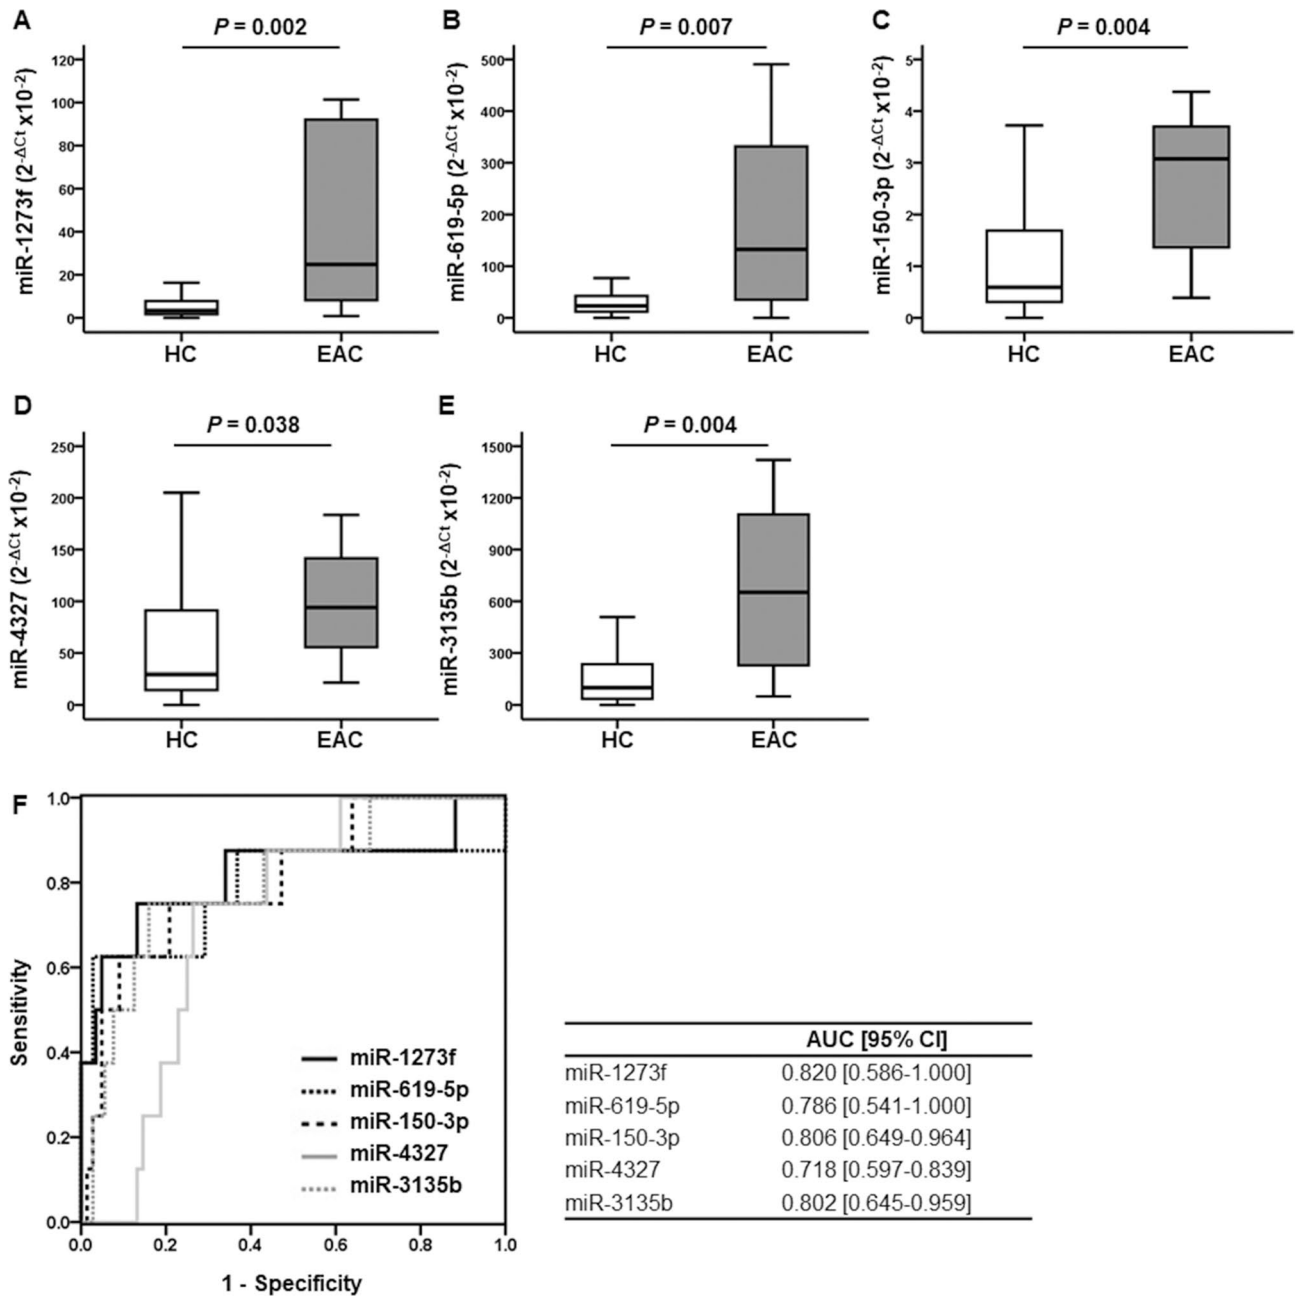 A
P = 0.002
miR-1273f (2-ΔCt x10-2)
120
100
80
60
40
20
0
HC EAC
B
P = 0.007
miR-619-5p (2-ΔCt x10-2)
500
400
300
200
100
0
HC EAC
C
P = 0.004
miR-150-3p (2-ΔCt x10-2)
5
4
3
2
1
0
HC EAC
D
P = 0.038
miR-4327 (2-ΔCt x10-2)
250
200
150
100
50
0
HC EAC
E
P = 0.004
miR-3135b (2-ΔCt x10-2)
1500
1200
900
600
300
0
HC EAC
F
Sensitivity
1.0
0.8
0.6
0.4
0.2
0.0
0.0 0.2 0.4 0.6 0.8 1.0
1 - Specificity
miR-1273f
miR-619-5p
miR-150-3p
miR-4327
miR-3135b
AUC [95% CI]
miR-1273f 0.820 [0.586-1.000]
miR-619-5p 0.786 [0.541-1.000]
miR-150-3p 0.806 [0.649-0.964]
miR-4327 0.718 [0.597-0.839]
miR-3135b 0.802 [0.645-0.959]